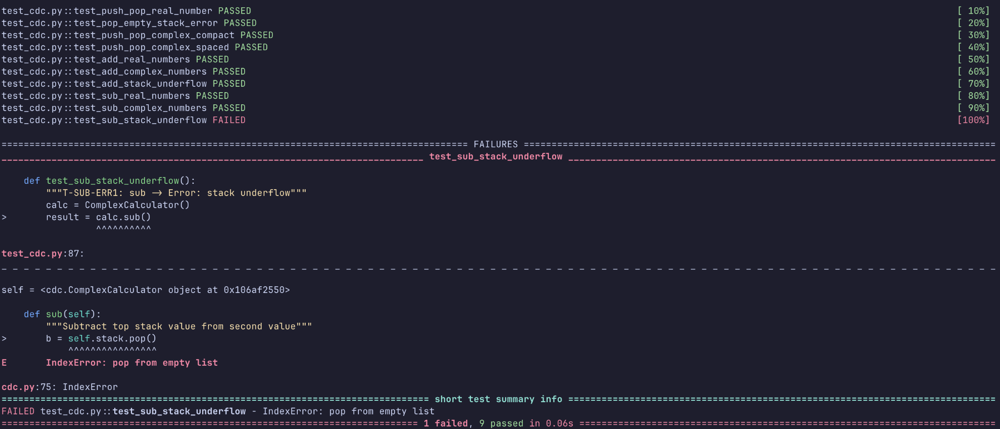 test_cdc.py::test_push_pop_real_number PASSED [ 10%]
test_cdc.py::test_pop_empty_stack_error PASSED [ 20%]
test_cdc.py::test_push_pop_complex_compact PASSED [ 30%]
test_cdc.py::test_push_pop_complex_spaced PASSED [ 40%]
test_cdc.py::test_add_real_numbers PASSED [ 50%]
test_cdc.py::test_add_complex_numbers PASSED [ 60%]
test_cdc.py::test_add_stack_underflow PASSED [ 70%]
test_cdc.py::test_sub_real_numbers PASSED [ 80%]
test_cdc.py::test_sub_complex_numbers PASSED [ 90%]
test_cdc.py::test_sub_stack_underflow FAILED [100%]
==================================================================================== FAILURES =====================================================================================
____________________________________________________________________________ test_sub_stack_underflow _____________________________________________________________________________
    def test_sub_stack_underflow():
        """T-SUB-ERR1: sub -> Error: stack underflow"""
        calc = ComplexCalculator()
>       result = calc.sub()
                 ^^^^^^^^^^
test_cdc.py:87:
_ _ _ _ _ _ _ _ _ _ _ _ _ _ _ _ _ _ _ _ _ _ _ _ _ _ _ _ _ _ _ _ _ _ _ _ _ _ _ _ _ _ _ _ _ _ _ _ _ _ _ _ _ _ _ _ _ _ _ _ _ _ _ _ _ _ _ _ _ _ _ _ _ _ _ _ _ _ _ _ _ _ _ _ _ _ _ _ _ _
self = <cdc.ComplexCalculator object at 0x106af2550>
    def sub(self):
        """Subtract top stack value from second value"""
>       b = self.stack.pop()
            ^^^^^^^^^^^^^^^^
E       IndexError: pop from empty list
cdc.py:75: IndexError
============================================================================= short test summary info =============================================================================
FAILED test_cdc.py::test_sub_stack_underflow - IndexError: pop from empty list
=========================================================================== 1 failed, 9 passed in 0.06s ===========================================================================